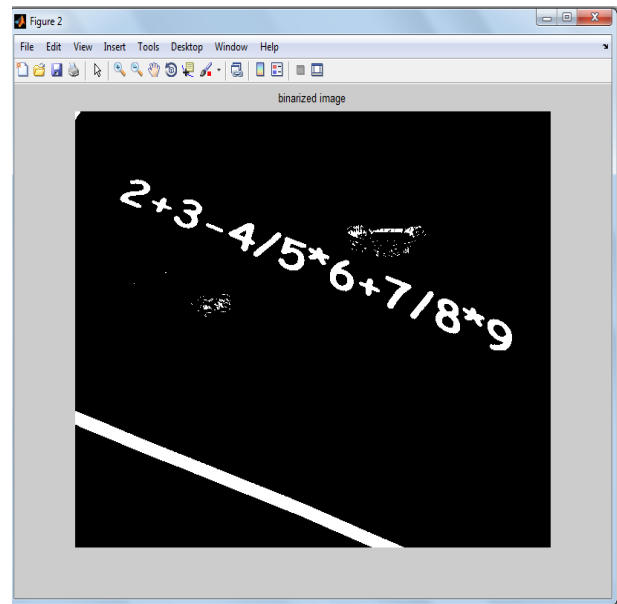 Figure 2
File Edit View Insert Tools Desktop Window Help
binarized image
2+3-4/5*6+7/8*9